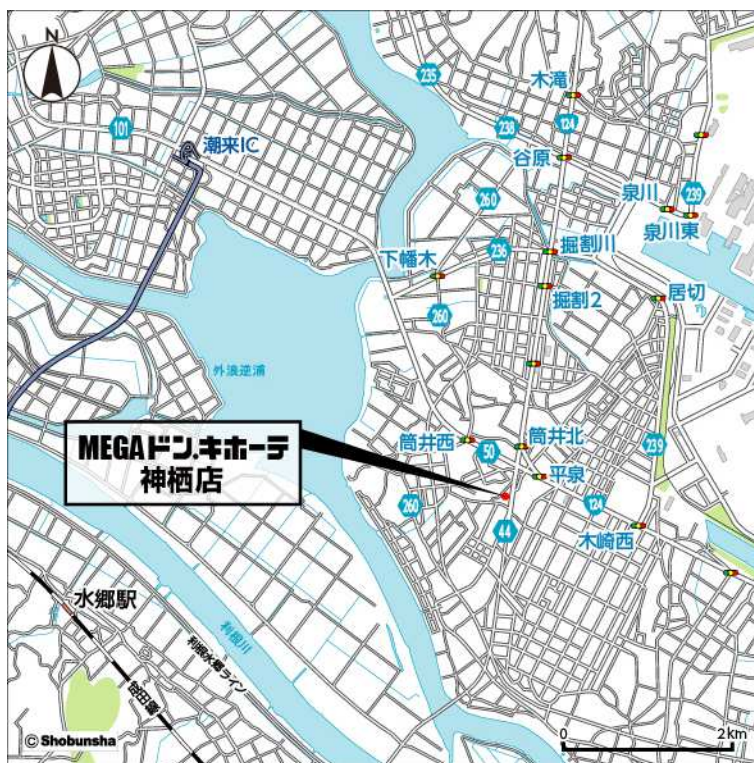 N
235
木滝
101
潮来IC
238
124
谷原
260
泉川
239
泉川東
下幡木
236
掘割川
居切
掘割2
260
外浪逆浦
MEGAドン.キホーテ
神栖店
筒井西
50
筒井北
239
平泉
260
124
44
木崎西
水郷駅
利根川
利根水郷ライン
成田線
© Shobunsha
0 2km